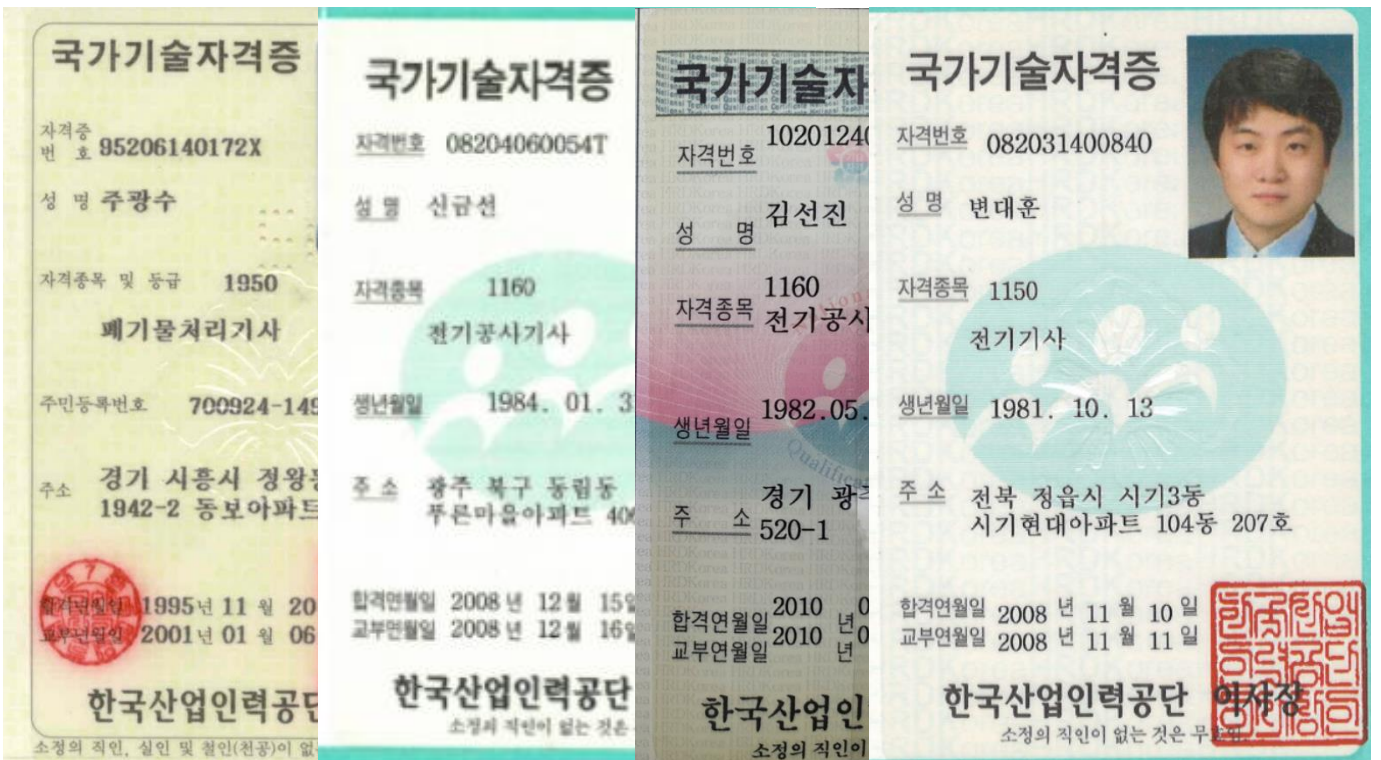 국가기술자격증
자격증
번 호 95206140172X
성 명 주광수
자격종목 및 등급 1950
폐기물처리기사
주민등록번호 700924-149
주소 경기 시흥시 정왕동
1942-2 동보아파트
합격년월일 1995년 11 월 20
교부년월일 2001년 01 월 06
한국산업인력공단
소정의 직인, 실인 및 철인(천공)이 없
국가기술자격증
자격번호 08204060054T
성 명 신금선
자격종목 1160
전기공사기사
생년월일 1984. 01. 3
주 소 광주 북구 동림동
푸른마을아파트 406
합격연월일 2008 년 12 월 15일
교부연월일 2008 년 12 월 16일
한국산업인력공단
소정의 직인이 없는 것은
국가기술자
자격번호 10201240
성 명 김선진
자격종목 1160
전기공사
생년월일 1982.05.
주 소 경기 광주
520-1
합격연월일 2010 년 0
교부연월일 2010 년 0
한국산업인
소정의 직인이
국가기술자격증
자격번호 082031400840
성 명 변대훈
자격종목 1150
전기기사
생년월일 1981. 10. 13
주 소 전북 정읍시 시기3동
시기현대아파트 104동 207호
합격연월일 2008 년 11 월 10 일
교부연월일 2008 년 11 월 11 일
한국산업인력공단 이사장
소정의 직인이 없는 것은 무효임.